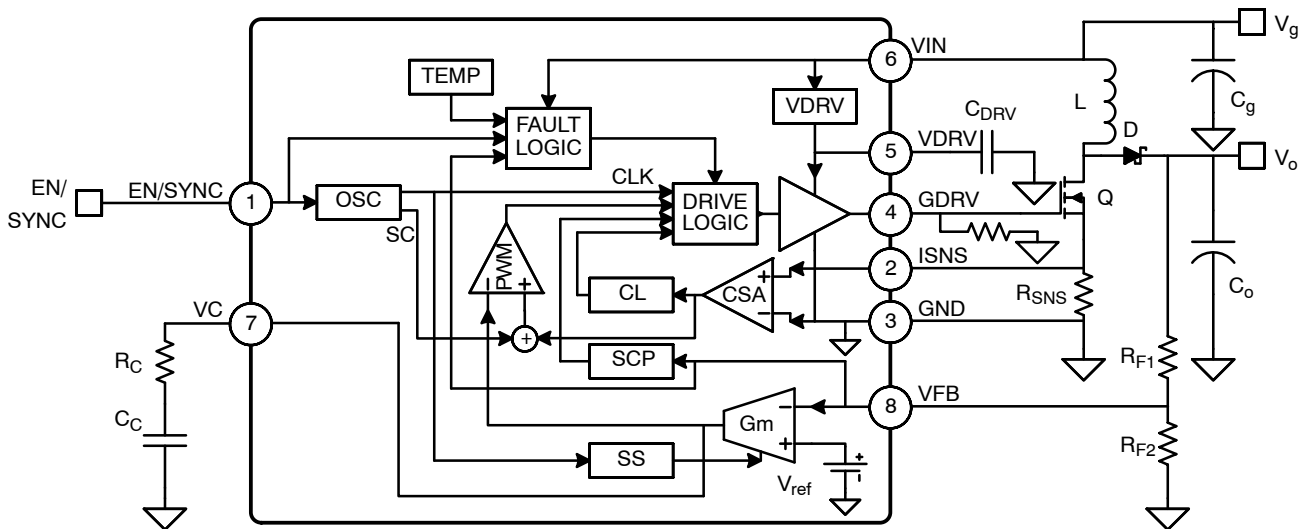 6
VIN
Vg
TEMP
FAULT
LOGIC
VDRV
CDRV
L
Cg
5
VDRV
D
Vo
EN/
SYNC
EN/SYNC
1
OSC
SC
CLK
DRIVE
LOGIC
4
GDRV
Q
PWM
− +
CL
CSA
+
−
2
ISNS
RSNS
Co
VC
7
+
3
GND
RC
SCP
RF1
CC
Gm
−
+
8
VFB
SS
Vref
+
-
RF2